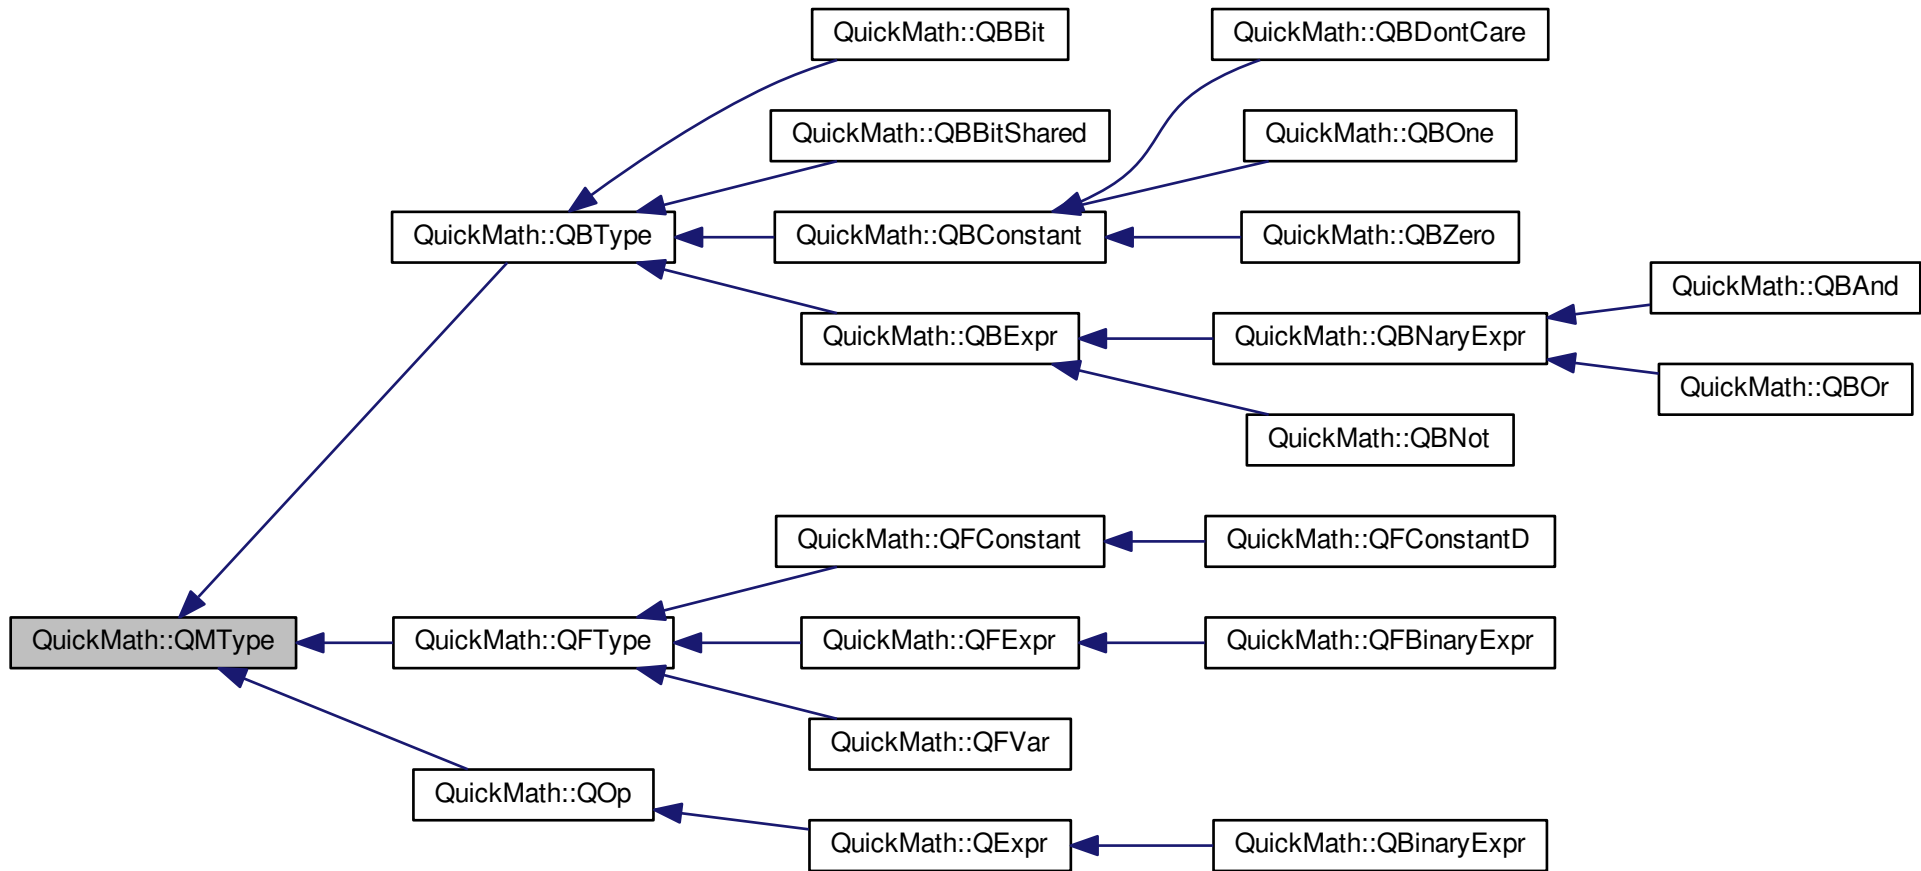 QuickMath::QBBit
QuickMath::QBDontCare
QuickMath::QBBitShared
QuickMath::QBOne
QuickMath::QBType
QuickMath::QBConstant
QuickMath::QBZero
QuickMath::QBAnd
QuickMath::QBExpr
QuickMath::QBNaryExpr
QuickMath::QBOr
QuickMath::QBNot
QuickMath::QFConstant
QuickMath::QFConstantD
QuickMath::QMType
QuickMath::QFType
QuickMath::QFExpr
QuickMath::QFBinaryExpr
QuickMath::QFVar
QuickMath::QOp
QuickMath::QExpr
QuickMath::QBinaryExpr